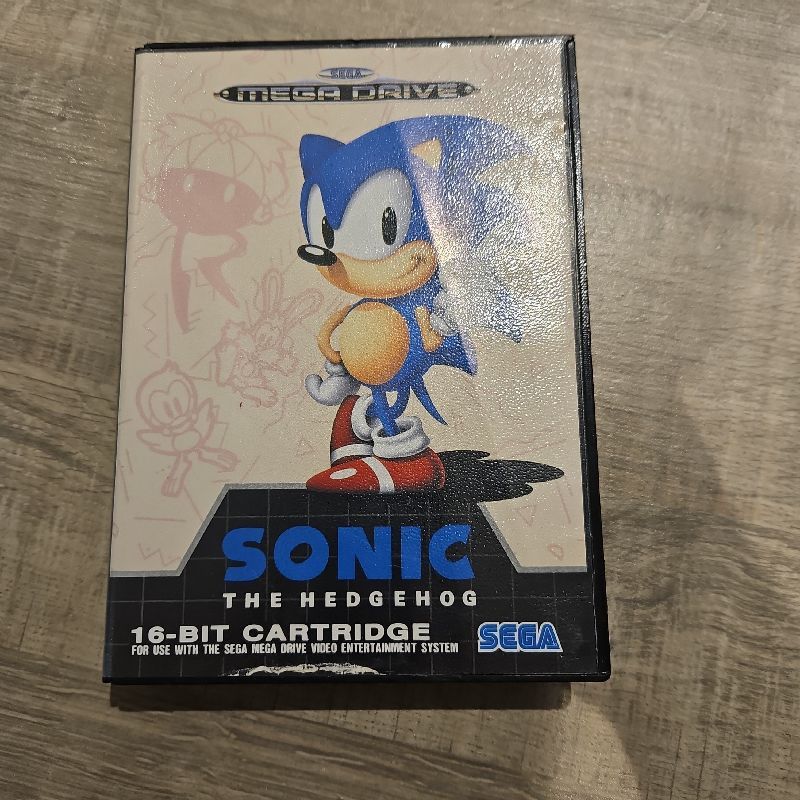 SEGA
MEGA DRIVE
SONIC
THE HEDGEHOG
16-BIT CARTRIDGE
FOR USE WITH THE SEGA MEGA DRIVE VIDEO ENTERTAINMENT SYSTEM
SEGA